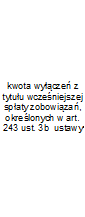 kwota wyłączeń z
tytułu wcześniejszej
spłaty zobowiązań,
określonych w art.
243 ust. 3b ustawy